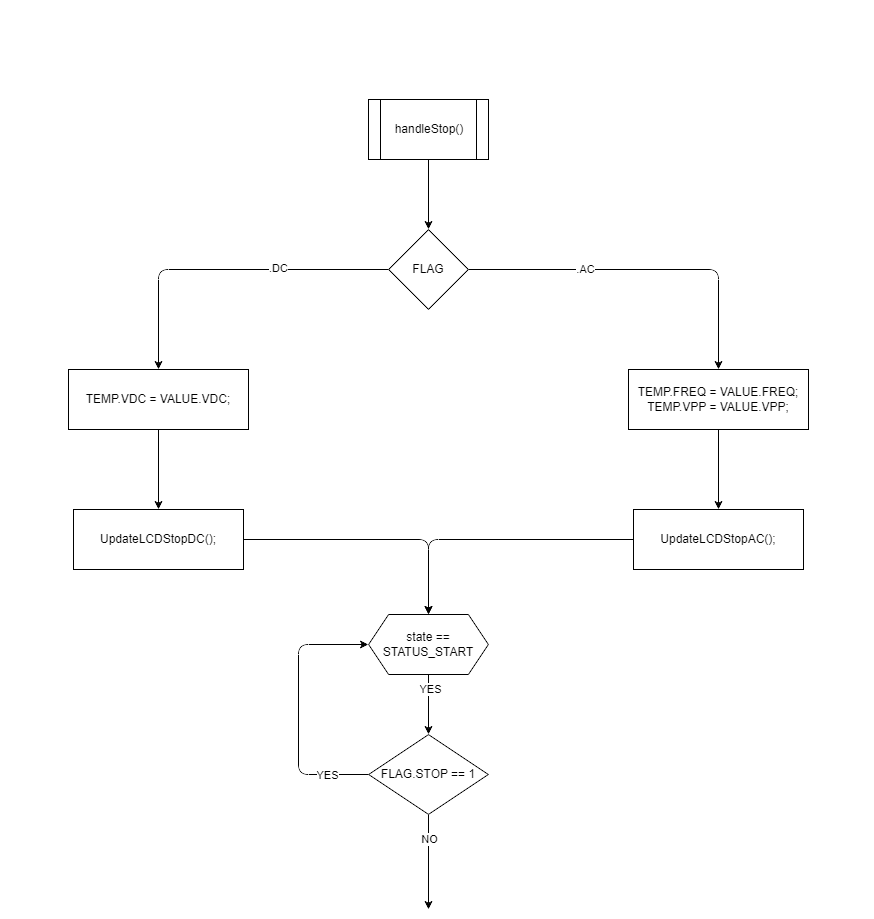 handleStop()
FLAG
.DC
.AC
TEMP.VDC = VALUE.VDC;
TEMP.FREQ = VALUE.FREQ;
TEMP.VPP = VALUE.VPP;
UpdateLCDStopDC();
UpdateLCDStopAC();
state ==
STATUS_START
YES
FLAG.STOP == 1
YES
NO